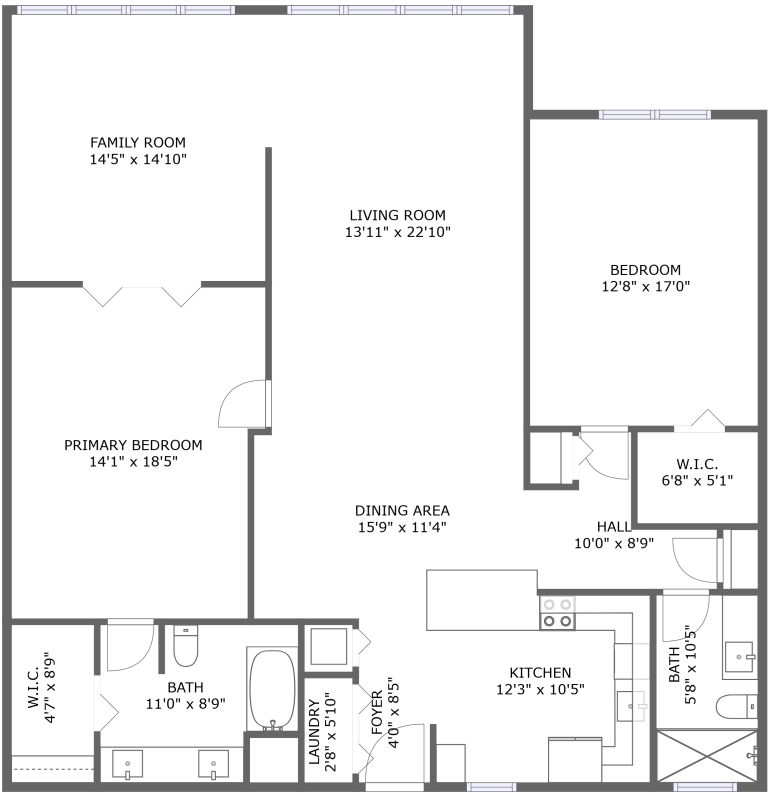 FAMILY ROOM
14'5" x 14'10"
LIVING ROOM
13'11" x 22'10"
BEDROOM
12'8" x 17'0"
PRIMARY BEDROOM
14'1" x 18'5"
W.I.C.
6'8" x 5'1"
DINING AREA
15'9" x 11'4"
HALL
10'0" x 8'9"
W.I.C.
4'7" x 8'9"
BATH
11'0" x 8'9"
LAUNDRY
2'8" x 5'10"
FOYER
4'0" x 8'5"
KITCHEN
12'3" x 10'5"
BATH
5'8" x 10'5"